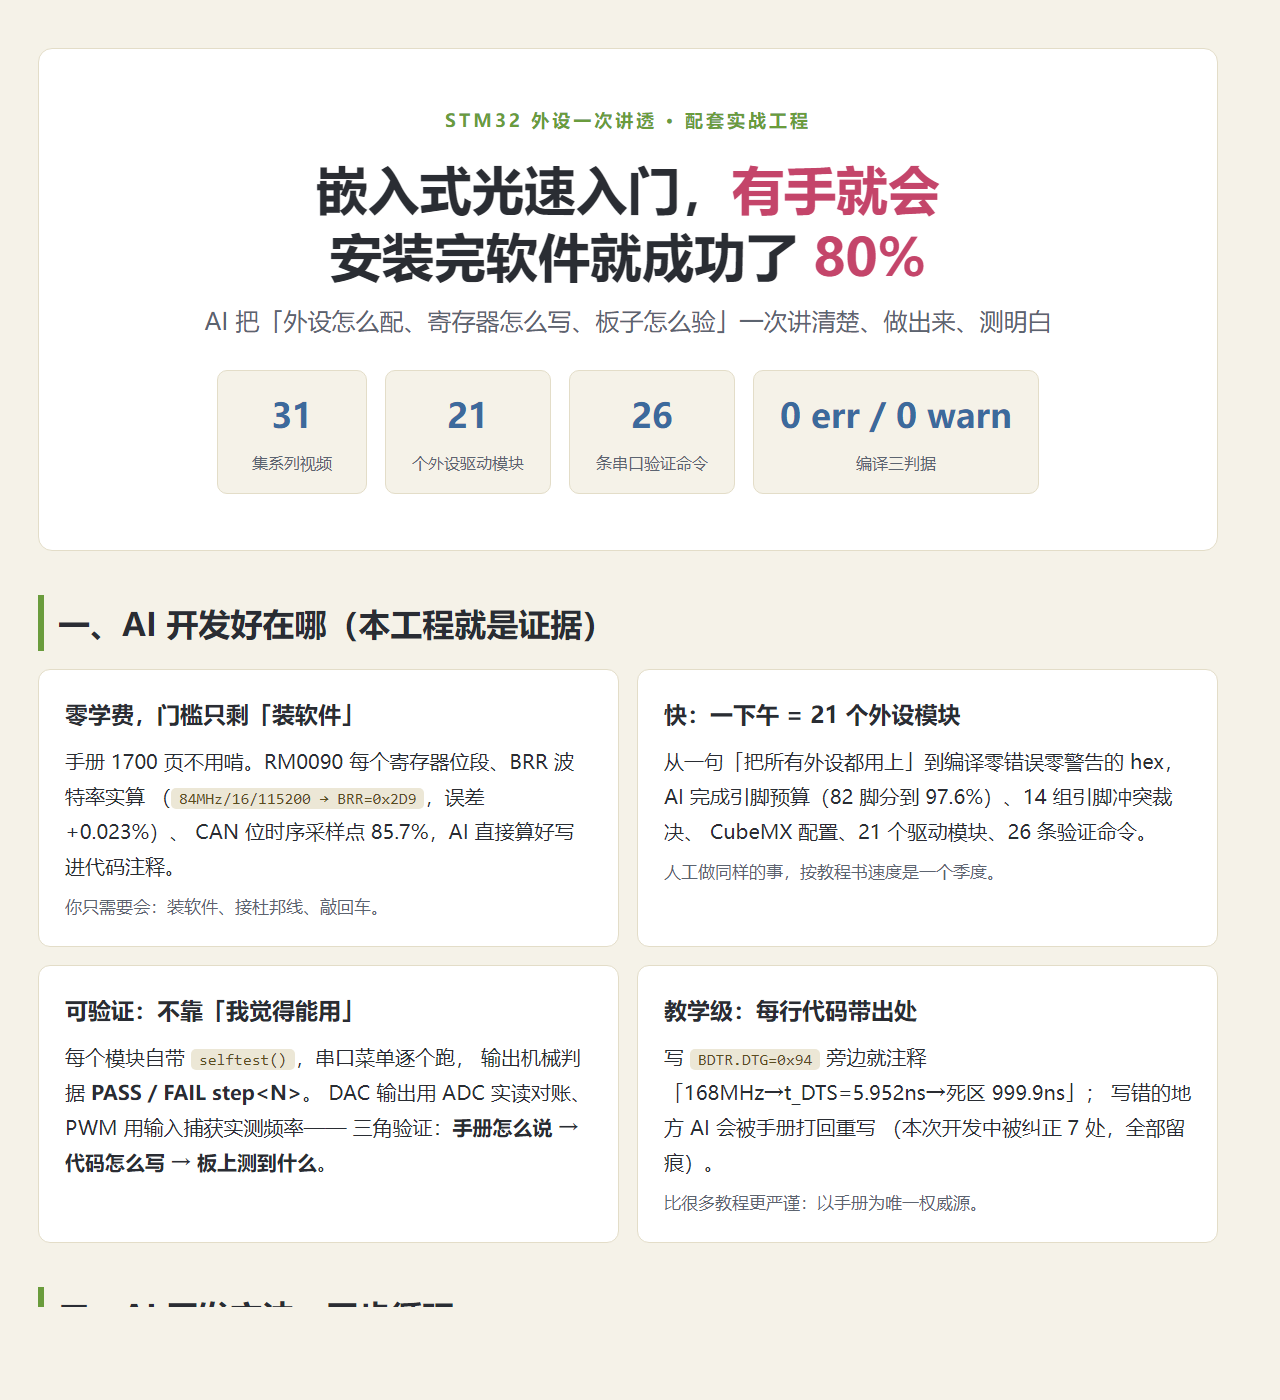 STM32 外设一次讲透 • 配套实战工程
嵌入式光速入门，有手就会
安装完软件就成功了 80%
AI 把「外设怎么配、寄存器怎么写、板子怎么验」一次讲清楚、做出来、测明白
31
集系列视频
21
个外设驱动模块
26
条串口验证命令
0 err / 0 warn
编译三判据
一、AI 开发好在哪（本工程就是证据）
零学费，门槛只剩「装软件」
手册 1700 页不用啃。RM0090 每个寄存器位段、BRR 波
特率实算 （84MHz/16/115200 → BRR=0x2D9，误差
+0.023%）、 CAN 位时序采样点 85.7%，AI 直接算好写
进代码注释。
你只需要会：装软件、接杜邦线、敲回车。
快：一下午 = 21 个外设模块
从一句「把所有外设都用上」到编译零错误零警告的 hex，
AI 完成引脚预算（82 脚分到 97.6%）、14 组引脚冲突裁
决、 CubeMX 配置、21 个驱动模块、26 条验证命令。
人工做同样的事，按教程书速度是一个季度。
可验证：不靠「我觉得能用」
每个模块自带 selftest()，串口菜单逐个跑， 输出机械判
据 PASS / FAIL step<N>。 DAC 输出用 ADC 实读对账、
PWM 用输入捕获实测频率—— 三角验证：手册怎么说 →
代码怎么写 → 板上测到什么。
教学级：每行代码带出处
写 BDTR.DTG=0x94 旁边就注释
「168MHz→t_DTS=5.952ns→死区 999.9ns」； 写错的地
方 AI 会被手册打回重写 （本次开发中被纠正 7 处，全部留
痕）。
比很多教程更严谨：以手册为唯一权威源。